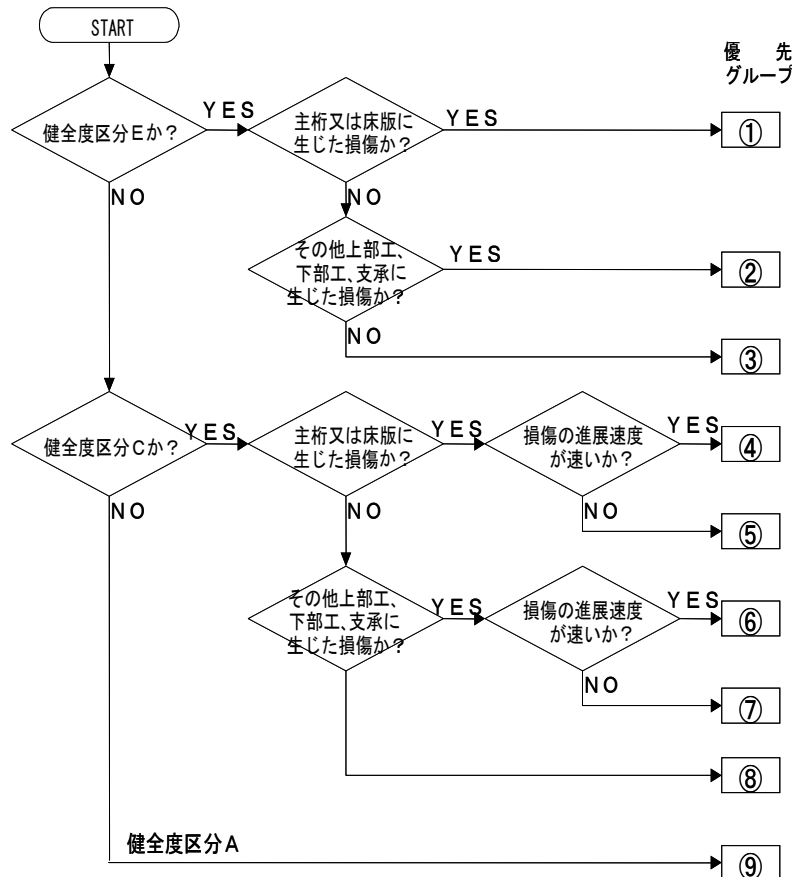 START
優　先
グループ
健全度区分Eか？
YES
主桁又は床版に
生じた損傷か？
YES
①
NO
NO
その他上部工、
下部工、支承に
生じた損傷か？
YES
②
NO
③
健全度区分Cか？
YES
主桁又は床版に
生じた損傷か？
YES
損傷の進展速度
が速いか？
YES
④
NO
NO
NO
⑤
その他上部工、
下部工、支承に
生じた損傷か？
YES
損傷の進展速度
が速いか？
YES
⑥
NO
⑦
⑧
健全度区分A
⑨